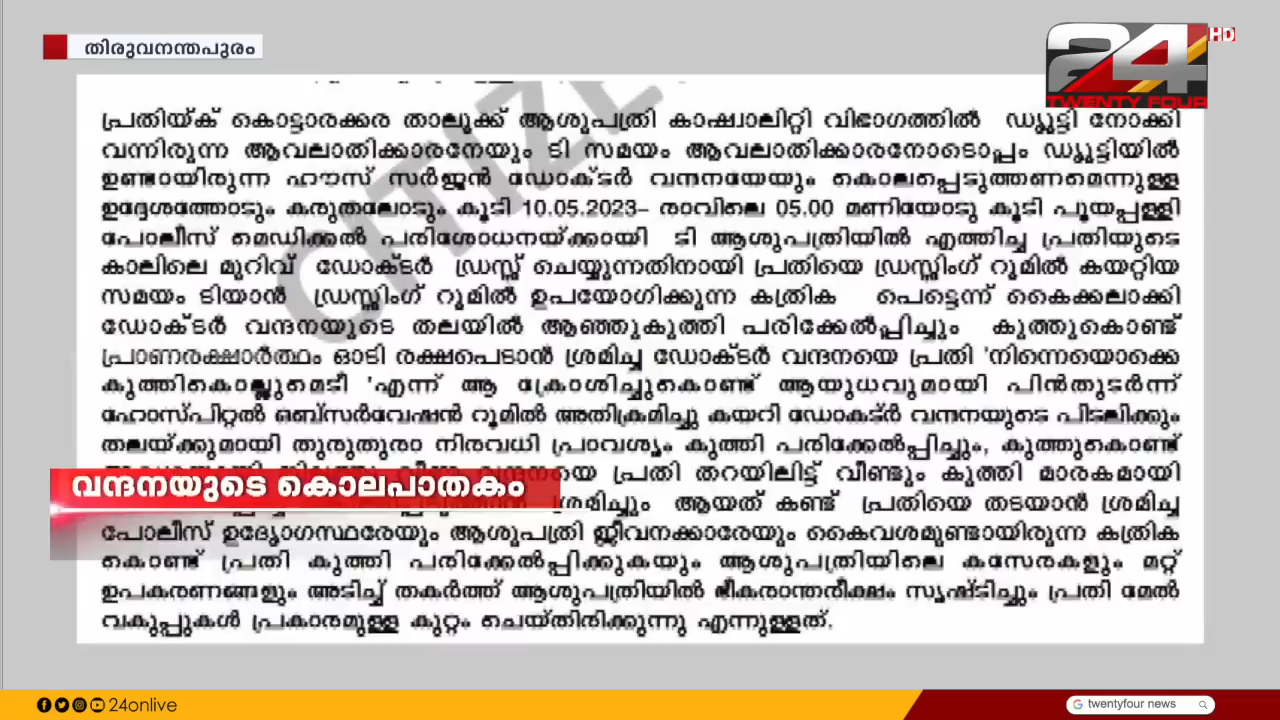 തിരുവനന്തപുരം
24 HD
TWENTY FOUR
CITIZE
പ്രതിയ്ക് കൊട്ടാരക്കര താലൂക്ക് ആശുപത്രി കാഷ്വാലിറ്റി വിഭാഗത്തിൽ ഡ്യൂട്ടി നോക്കി
വന്നിരുന്ന ആവലാതിക്കാരനേയും ടി സമയം ആവലാതിക്കാരനോടൊപ്പം ഡ്യൂട്ടിയിൽ
ഉണ്ടായിരുന്ന ഹൗസ് സർജൻ ഡോക്ടർ വന്ദനയേയും കൊലപ്പെടുത്തണമെന്നുള്ള
ഉദ്ദേശത്തോടും കരുതലോടും കൂടി 10.05.2023– രാവിലെ 05.00 മണിയോടു കൂടി പൂയപ്പള്ളി
പോലീസ് മെഡിക്കൽ പരിശോധനയ്ക്കായി ടി ആശുപത്രിയിൽ എത്തിച്ച പ്രതിയുടെ
കാലിലെ മുറിവ് ഡോക്ടർ ഡ്രസ്സ് ചെയ്യുന്നതിനായി പ്രതിയെ ഡ്രസ്സിംഗ് റൂമിൽ കയറ്റിയ
സമയം ടിയാൻ ഡ്രസ്സിംഗ് റൂമിൽ ഉപയോഗിക്കുന്ന കത്രിക പെട്ടെന്ന് കൈക്കലാക്കി
ഡോക്ടർ വന്ദനയുടെ തലയിൽ ആഞ്ഞുകുത്തി പരിക്കേൽപ്പിച്ചും കുത്തുകൊണ്ട്
പ്രാണരക്ഷാർത്ഥം ഓടി രക്ഷപെടാൻ ശ്രമിച്ച ഡോക്ടർ വന്ദനയെ പ്രതി 'നിന്നെയൊക്കെ
കുത്തികൊല്ലുമെടീ 'എന്ന് ആ ക്രോശിച്ചുകൊണ്ട് ആയുധവുമായി പിൻതുടർന്ന്
ഹോസ്പിറ്റൽ ഒബ്സർവേഷൻ റൂമിൽ അതിക്രമിച്ചു കയറി ഡോകട്ർ വന്ദനയുടെ പിടലിക്കും
തലയ്ക്കുമായി തുരുതുരാ നിരവധി പ്രാവശ്യം കുത്തി പരിക്കേൽപ്പിച്ചും, കുത്തുകൊണ്ട്
വന്ദനയെ പ്രതി തറയിലിട്ട് വീണ്ടും കുത്തി മാരകമായി
വന്ദനയുടെ കൊലപാതകം
ശ്രമിച്ചും ആയത് കണ്ട് പ്രതിയെ തടയാൻ ശ്രമിച്ച
പോലീസ് ഉദ്യോഗസ്ഥരേയും ആശുപത്രി ജീവനക്കാരേയും കൈവശമുണ്ടായിരുന്ന കത്രിക
കൊണ്ട് പ്രതി കുത്തി പരിക്കേൽപ്പിക്കുകയും ആശുപത്രിയിലെ കസേരകളും മറ്റ്
ഉപകരണങ്ങളും അടിച്ച് തകർത്ത് ആശുപത്രിയിൽ ഭീകരാന്തരീക്ഷം സൃഷ്ടിച്ചും പ്രതി മേൽ
വകുപ്പുകൾ പ്രകാരമുള്ള കുറ്റം ചെയ്തിരിക്കുന്നു എന്നുള്ളത്.
24onlive
twentyfour news